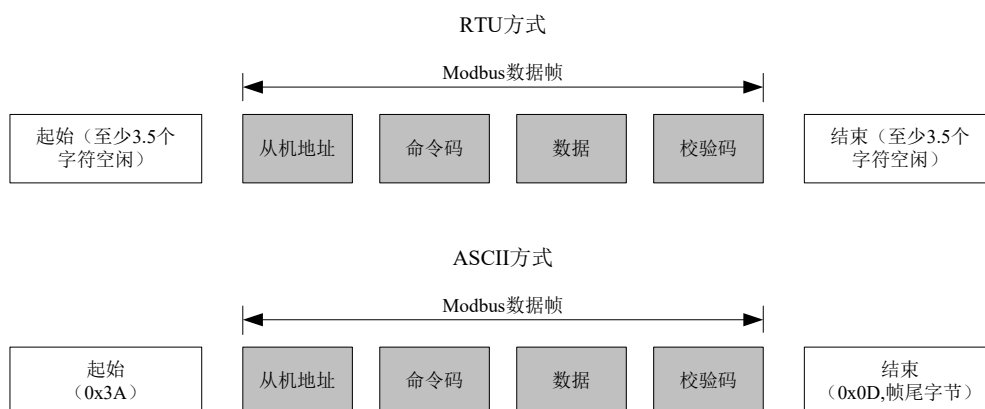 RTU方式
Modbus数据帧
起始（至少3.5个
字符空闲）
从机地址
命令码
数据
校验码
结束（至少3.5个
字符空闲）
ASCII方式
Modbus数据帧
起始
（0x3A）
从机地址
命令码
数据
校验码
结束
（0x0D,帧尾字节）